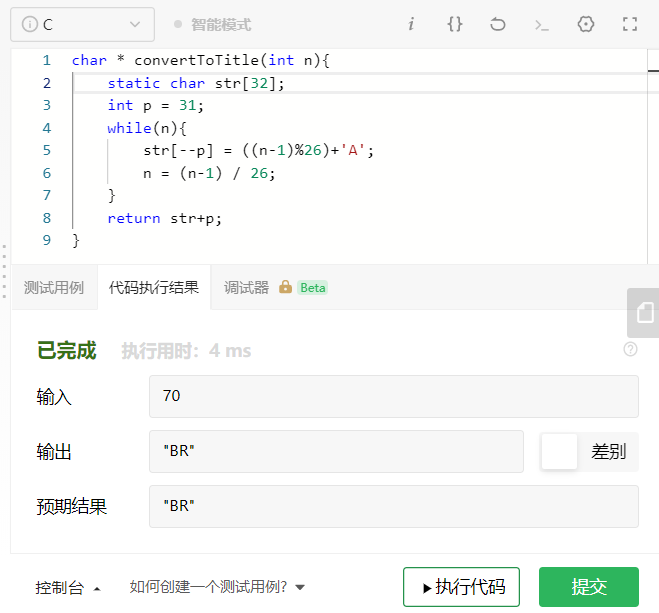 C 智能模式 i {} >_
1 char * convertToTitle(int n){
2     static char str[32];
3     int p = 31;
4     while(n){
5         str[--p] = ((n-1)%26)+'A';
6         n = (n-1) / 26;
7     }
8     return str+p;
9 }
测试用例 代码执行结果 调试器 Beta
已完成 执行用时: 4 ms
输入 70
输出 "BR" 差别
预期结果 "BR"
控制台 如何创建一个测试用例? 执行代码 提交